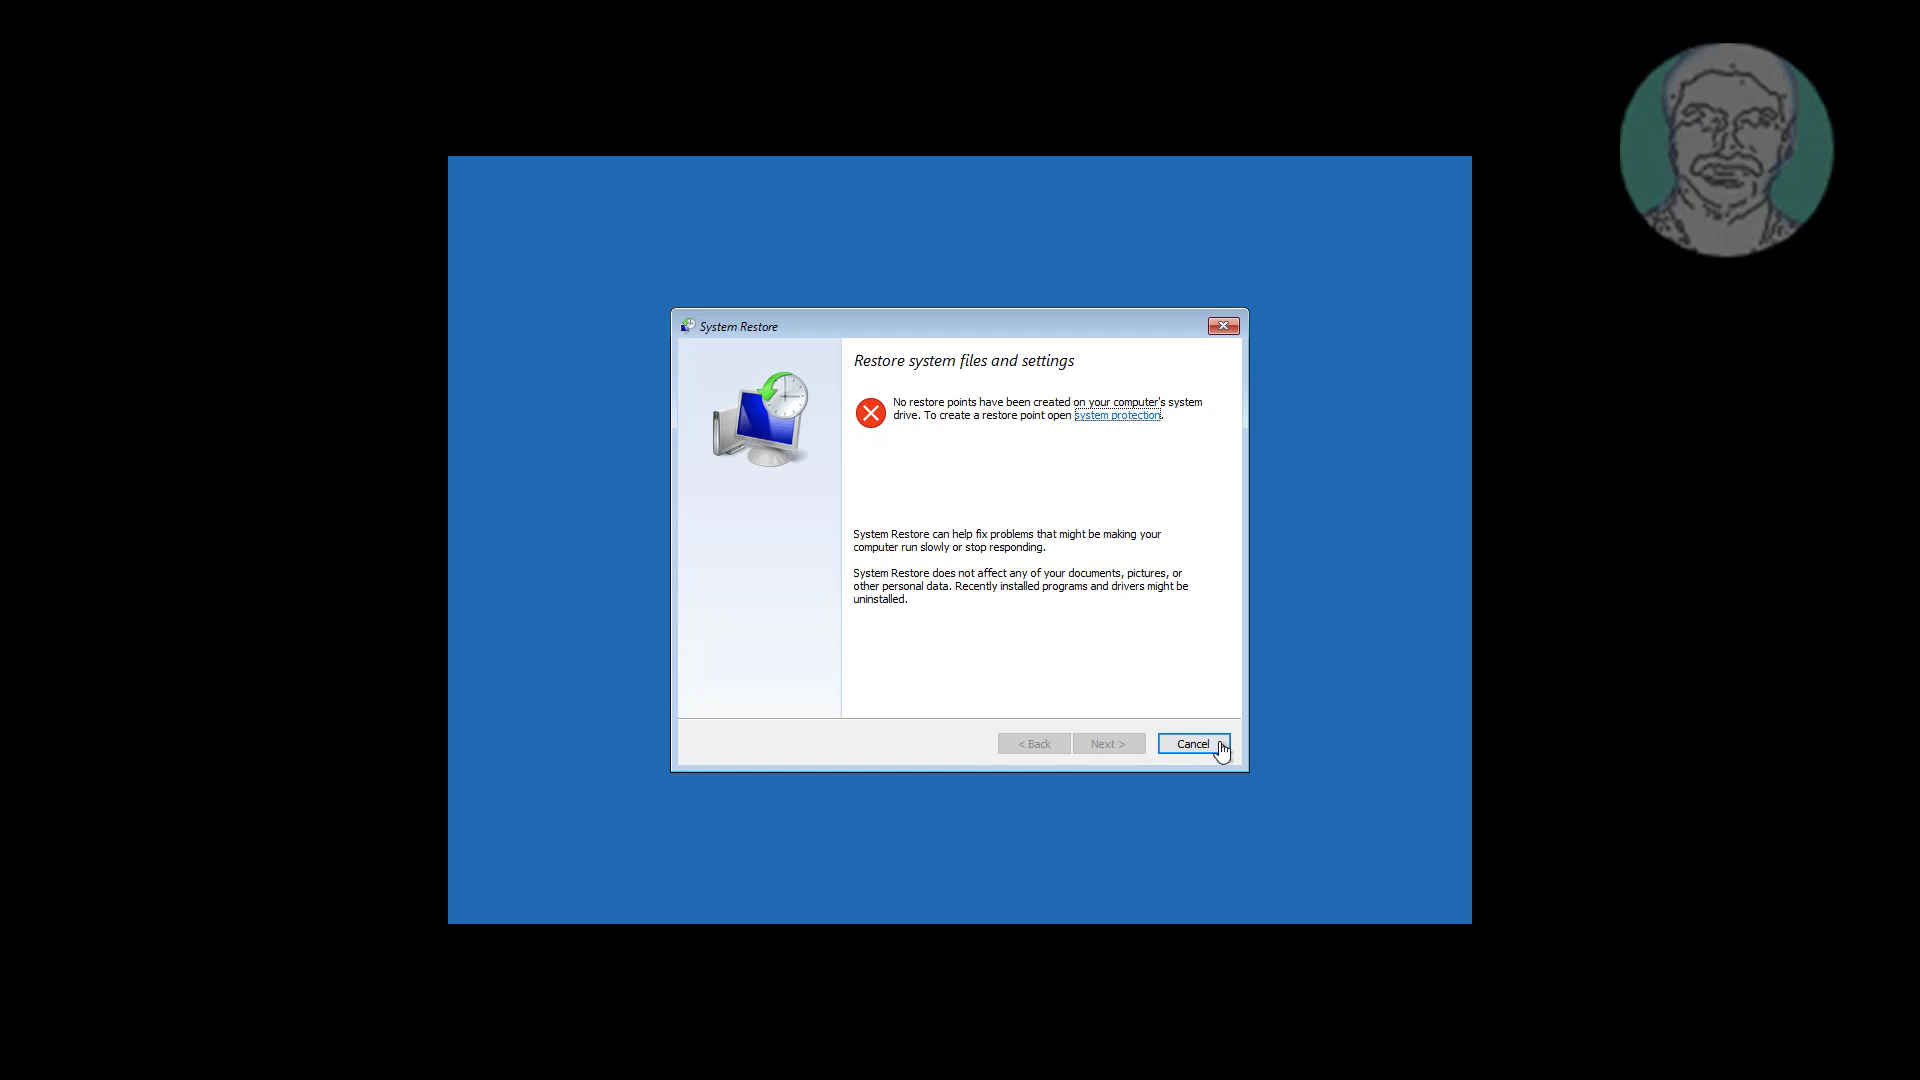 System Restore
Restore system files and settings
No restore points have been created on your computer's system
drive. To create a restore point open system protection.
System Restore can help fix problems that might be making your
computer run slowly or stop responding.
System Restore does not affect any of your documents, pictures, or
other personal data. Recently installed programs and drivers might be
uninstalled.
< Back Next > Cancel